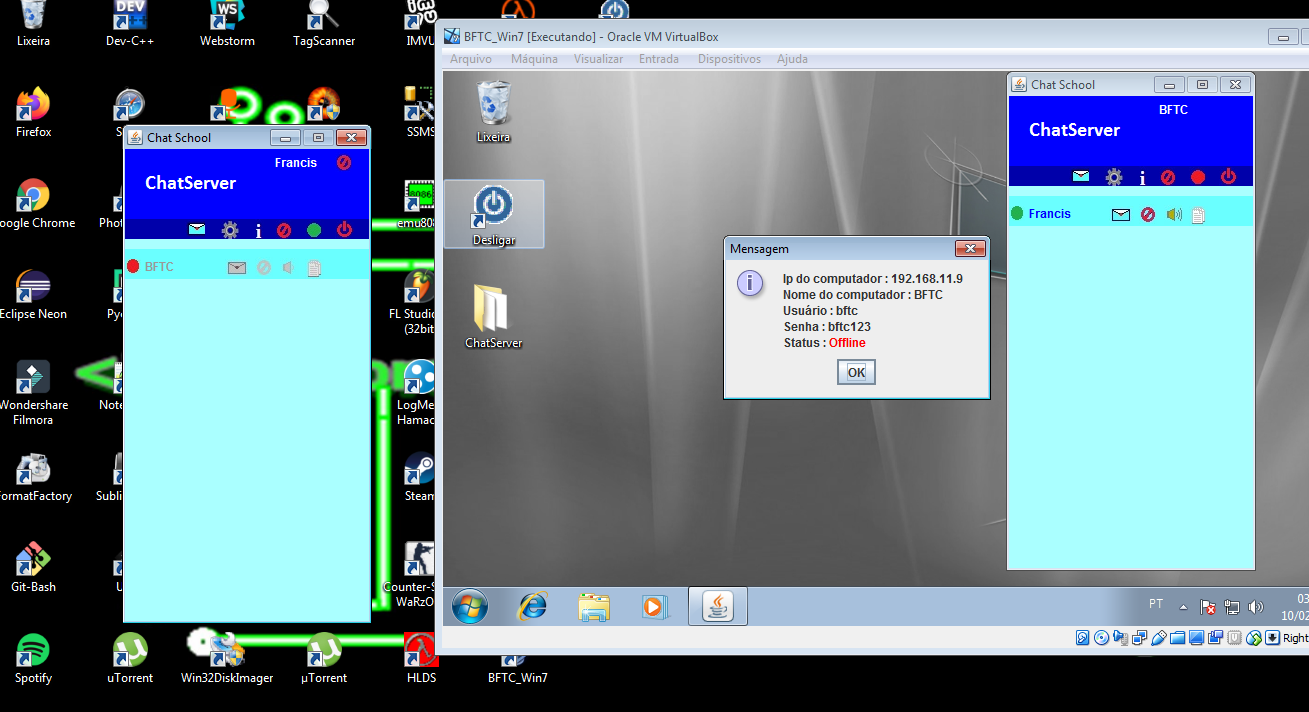 Lixeira
Dev-C++
Webstorm
TagScanner
IMVU
Firefox
SSMS
oogle Chrome
Phot
emu808
Eclipse Neon
Pyc
FL Studio
(32bit
Wondershare
Filmora
Note
LogMe
Hamac
FormatFactory
Subli
Steam
Git-Bash
U
Counter-S
WaRzO
Spotify
uTorrent
Win32DiskImager
µTorrent
HLDS
BFTC_Win7
Chat School
Francis
ChatServer
BFTC
BFTC_Win7 [Executando] - Oracle VM VirtualBox
Arquivo Máquina Visualizar Entrada Dispositivos Ajuda
Lixeira
Desligar
ChatServer
Mensagem
Ip do computador : 192.168.11.9
Nome do computador : BFTC
Usuário : bftc
Senha : bftc123
Status : Offline
OK
Chat School
BFTC
ChatServer
Francis
PT
03
10/02
Right